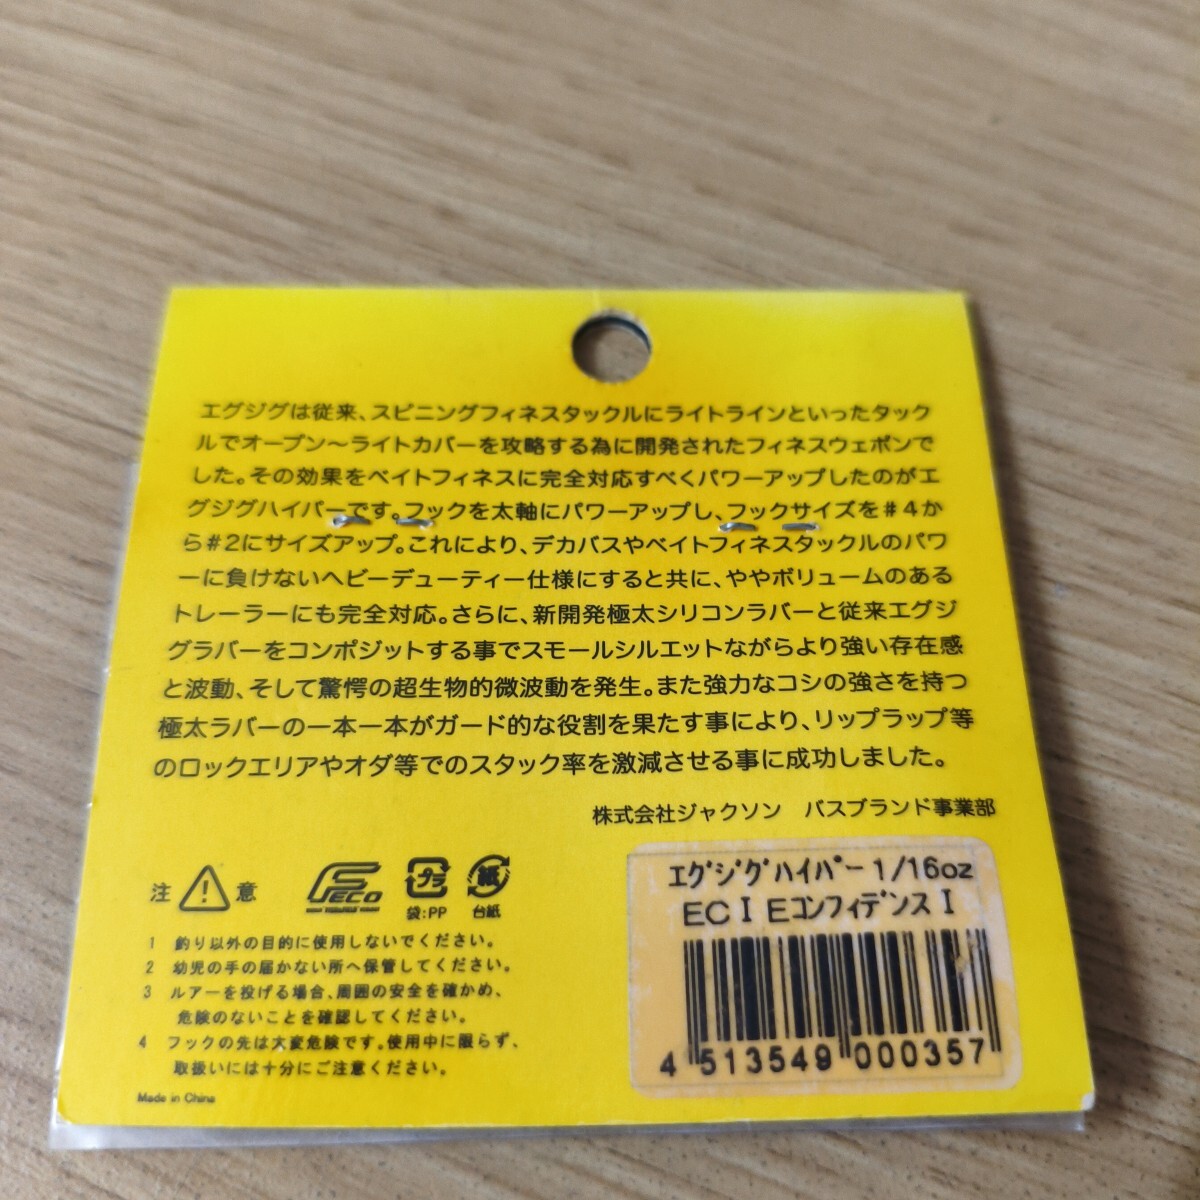 エグジグは従来、スピニングフィネスタックルにライトラインといったタック
ルでオープン〜ライトカバーを攻略する為に開発されたフィネスウェポンで
した。その効果をベイトフィネスに完全対応すべくパワーアップしたのがエ
グジグハイパーです。フックを太軸にパワーアップし、フックサイズを#4か
ら#2にサイズアップ。これにより、デカバスやベイトフィネスタックルのパワ
ーに負けないヘビーデューティー仕様にすると共に、ややボリュームのある
トレーラーにも完全対応。さらに、新開発極太シリコンラバーと従来エグジ
グラバーをコンポジットする事でスモールシルエットながらより強い存在感
と波動、そして驚愕の超生物的微波動を発生。また強力なコシの強さを持つ
極太ラバーの一本一本がガード的な役割を果たす事により、リップラップ等
のロックエリアやオダ等でのスタック率を激減させる事に成功しました。
株式会社ジャクソン バスブランド事業部
注 意
FECO
プラ
袋:PP
紙
台紙
1 釣り以外の目的に使用しないでください。
2 幼児の手の届かない所へ保管してください。
3 ルアーを投げる場合、周囲の安全を確かめ、
危険のないことを確認してください。
4 フックの先は大変危険です。使用中に限らず、
取扱いには十分にご注意ください。
Made in China
ｴｸﾞｼﾞｸﾞﾊｲﾊﾟｰ 1/16oz
ECⅠ EｺﾝﾌｨﾃﾞﾝｽⅠ
4 513549 000357